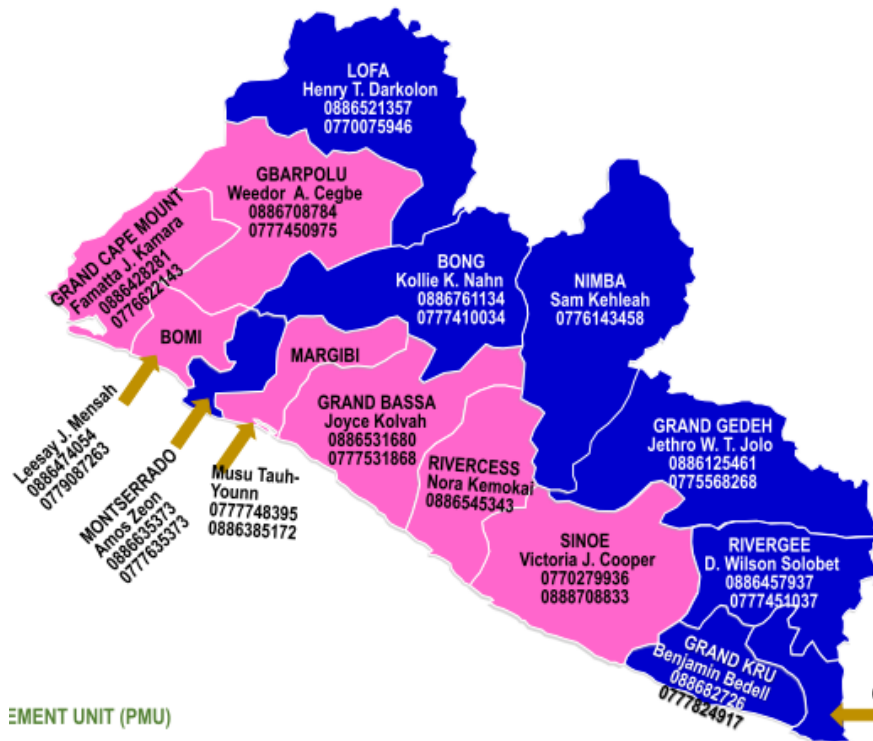 LOFA
Henry T. Darkolon
0886521357
0770075946
GBARPOLU
Weedor A. Cegbe
0886708784
0777450975
GRAND CAPE MOUNT
Famatta J. Kamara
0886428281
0776622143
BONG
Kollie K. Nahn
0886761134
0777410034
NIMBA
Sam Kehleah
0776143458
BOMI
MARGIBI
Leesay J. Mensah
0886474054
0779087263
MONTSERRADO
Amos Zeon
0886635373
0777635373
Musu Tauh-
Younn
0777748395
0886385172
GRAND BASSA
Joyce Kolvah
0886531680
0777531868
RIVERCESS
Nora Kemokai
0886545343
GRAND GEDEH
Jethro W. T. Jolo
0886125461
0775568268
SINOE
Victoria J. Cooper
0770279936
0888708833
RIVERGEE
D. Wilson Solobet
0886457937
0777451037
GRAND KRU
Benjamin Bedell
088682726
0777824917
EMENT UNIT (PMU)